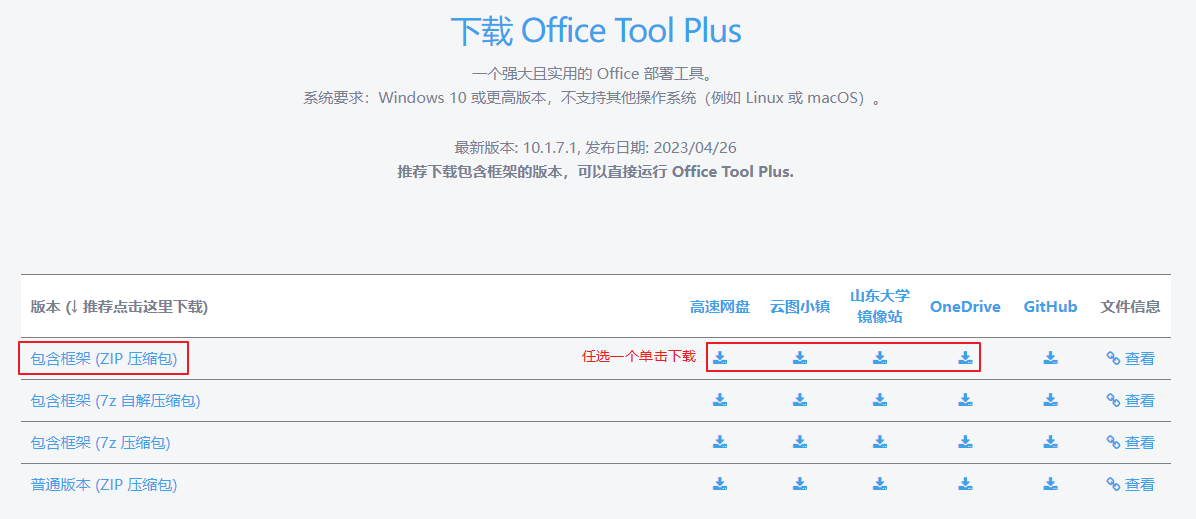 下载 Office Tool Plus
一个强大且实用的 Office 部署工具。
系统要求：Windows 10 或更高版本，不支持其他操作系统（例如 Linux 或 macOS）。
最新版本: 10.1.7.1, 发布日期: 2023/04/26
推荐下载包含框架的版本，可以直接运行 Office Tool Plus.
版本 (↓ 推荐点击这里下载) 高速网盘 云图小镇 山东大学 OneDrive GitHub 文件信息
镜像站
包含框架 (ZIP 压缩包) 任选一个单击下载 查看
包含框架 (7z 自解压缩包) 查看
包含框架 (7z 压缩包) 查看
普通版本 (ZIP 压缩包) 查看